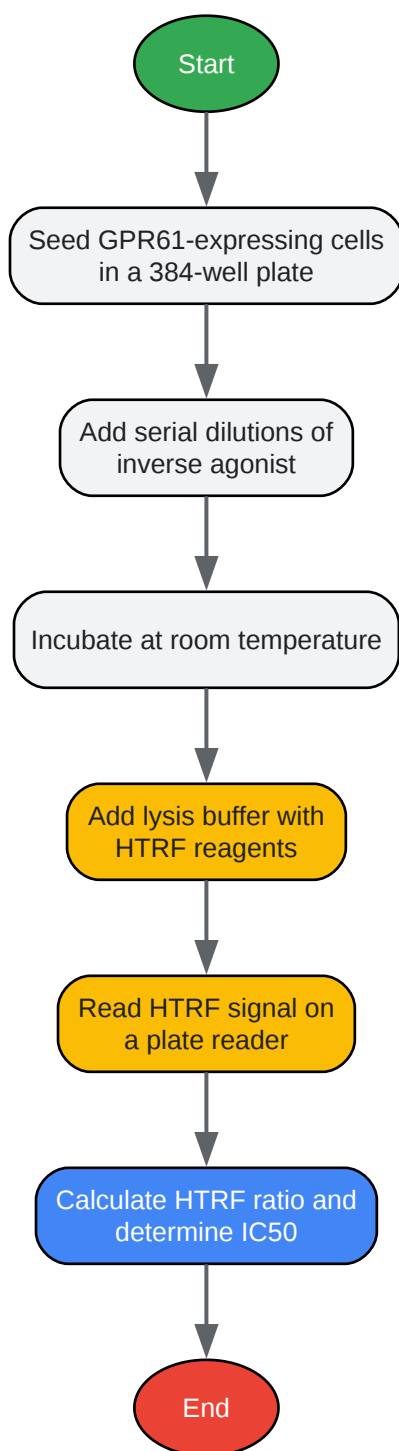 Start
Seed GPR61-expressing cells
in a 384-well plate
Add serial dilutions of
inverse agonist
Incubate at room temperature
Add lysis buffer with
HTRF reagents
Read HTRF signal on
a plate reader
Calculate HTRF ratio and
determine IC50
End